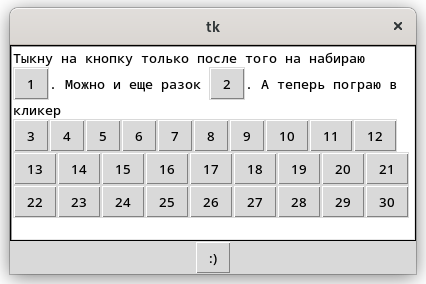 tk
Тыкну на кнопку только после того на набираю
1. Можно и еще разок 2. А теперь пограю в
кликер
3 4 5 6 7 8 9 10 11 12
13 14 15 16 17 18 19 20 21
22 23 24 25 26 27 28 29 30
:)